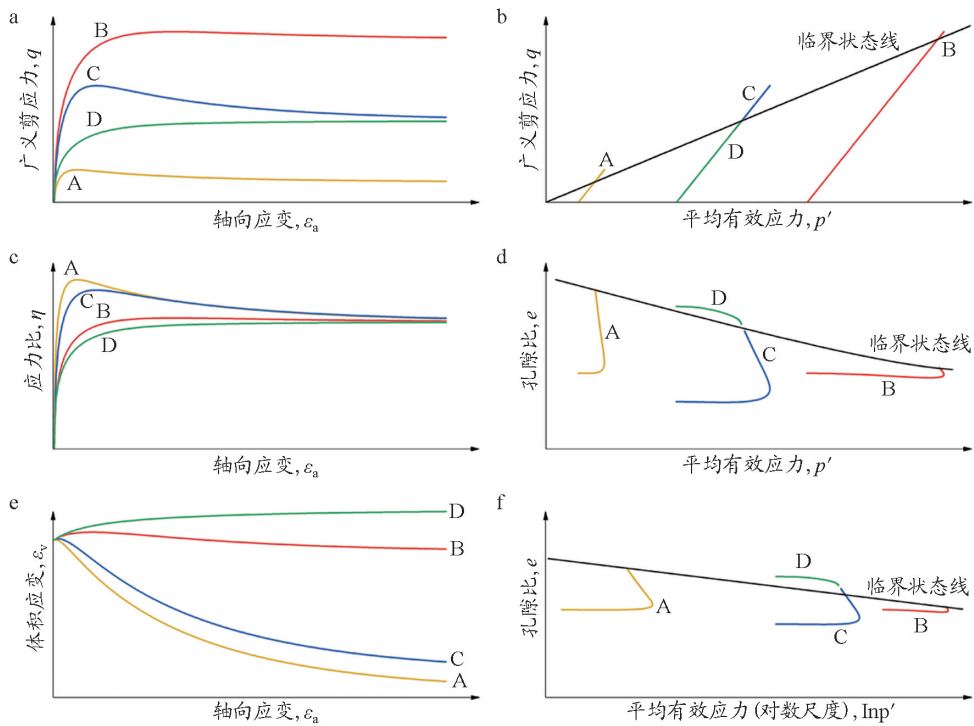 a
广义剪应力, q
B
C
D
A
轴向应变, εa
b
广义剪应力, q
临界状态线
B
C
D
A
平均有效应力, p′
c
应力比, η
A
C
B
D
轴向应变, εa
d
孔隙比, e
D
A
C
临界状态线
B
平均有效应力, p′
e
体积应变, εv
D
B
C
A
轴向应变, εa
f
孔隙比, e
D
临界状态线
A
C
B
平均有效应力(对数尺度), Inp′